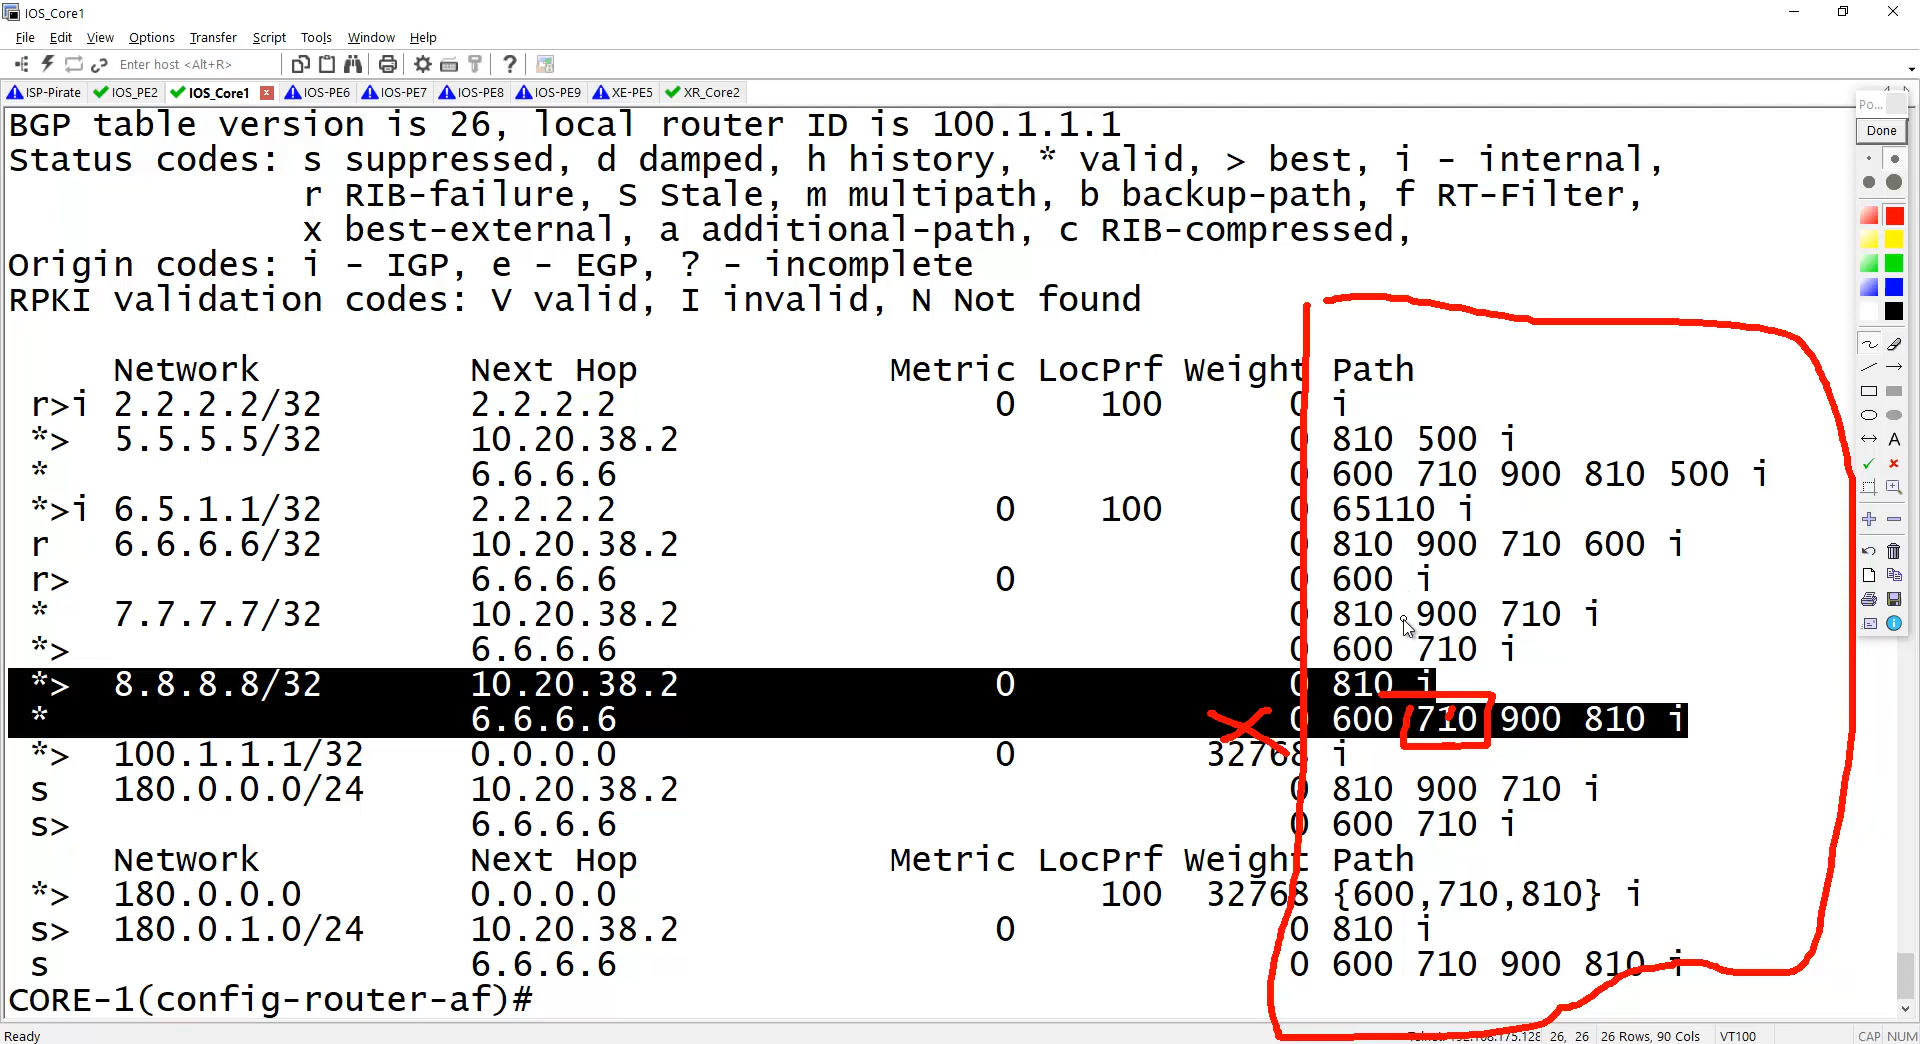 IOS_Core1
File Edit View Options Transfer Script Tools Window Help
Enter host <Alt+R>
ISP-Pirate IOS_PE2 IOS_Core1 IOS-PE6 IOS-PE7 IOS-PE8 IOS-PE9 XE-PE5 XR_Core2
Po...
Done
BGP table version is 26, local router ID is 100.1.1.1
Status codes: s suppressed, d damped, h history, * valid, > best, i - internal,
r RIB-failure, S Stale, m multipath, b backup-path, f RT-Filter,
x best-external, a additional-path, c RIB-compressed,
Origin codes: i - IGP, e - EGP, ? - incomplete
RPKI validation codes: V valid, I invalid, N Not found
Network Next Hop Metric LocPrf Weight Path
r>i 2.2.2.2/32 2.2.2.2 0 100 0 i
*> 5.5.5.5/32 10.20.38.2 0 810 500 i
* 6.6.6.6 0 600 710 900 810 500 i
*>i 6.5.1.1/32 2.2.2.2 0 100 0 65110 i
r 6.6.6.6/32 10.20.38.2 0 810 900 710 600 i
r> 6.6.6.6 0 0 600 i
* 7.7.7.7/32 10.20.38.2 0 810 900 710 i
*> 6.6.6.6 0 600 710 i
*> 8.8.8.8/32 10.20.38.2 0 0 810 i
* 6.6.6.6 0 600 710 900 810 i
*> 100.1.1.1/32 0.0.0.0 0 32768 i
s 180.0.0.0/24 10.20.38.2 0 810 900 710 i
s> 6.6.6.6 0 600 710 i
Network Next Hop Metric LocPrf Weight Path
*> 180.0.0.0 0.0.0.0 100 32768 {600,710,810} i
s> 180.0.1.0/24 10.20.38.2 0 0 810 i
s 6.6.6.6 0 600 710 900 810 i
CORE-1(config-router-af)#
Ready 26, 26 26 Rows, 90 Cols VT100 CAP NUM